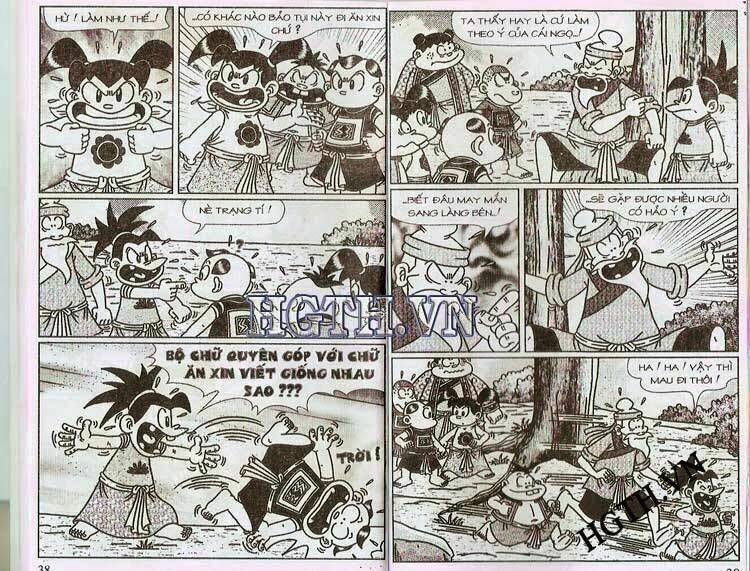 HỪ ! LÀM NHƯ THẾ..!
..CÓ KHÁC NÀO BẢO TỤI NÀY ĐI ĂN XIN
CHỨ ?
NÈ TRẠNG TÍ !
?
BỘ CHỮ QUYÊN GÓP VỚI CHỮ
ĂN XIN VIẾT GIỐNG NHAU
SAO ???
TRỜI !
38
TA THẤY HAY LÀ CỨ LÀM
THEO Ý CỦA CÁI NGỌ..!
..BIẾT ĐÂU MAY MẮN
SANG LÀNG BÊN..!
..SẼ GẶP ĐƯỢC NHIỀU NGƯỜI
CÓ HẢO Ý ?
HA ! HA ! VẬY THÌ
MAU ĐI THÔI !
HGTH.VN
HGTH.VN